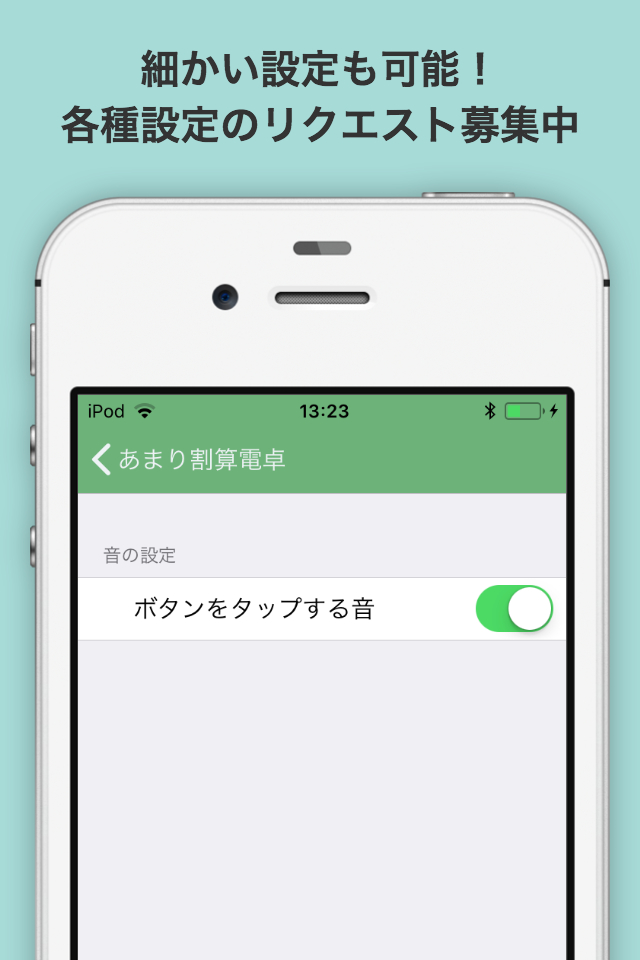 細かい設定も可能！
各種設定のリクエスト募集中
iPod 13:23
あまり割算電卓
音の設定
ボタンをタップする音